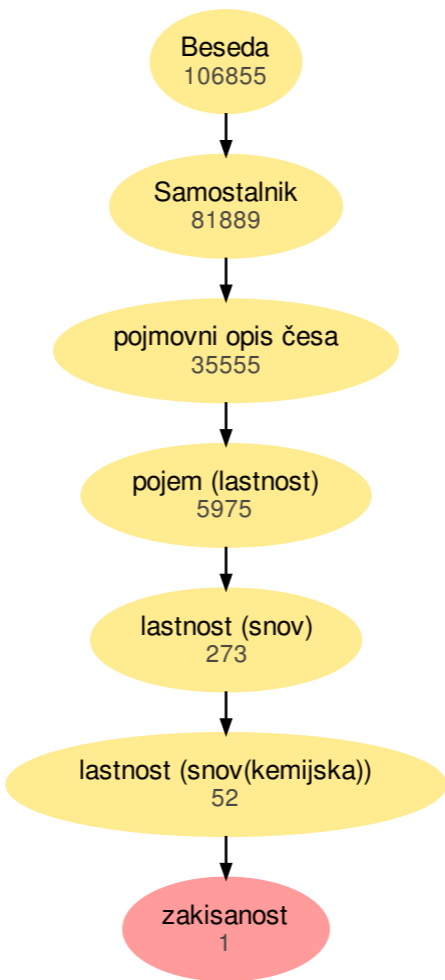 Beseda
106855
Samostalnik
81889
pojmovni opis česa
35555
pojem (lastnost)
5975
lastnost (snov)
273
lastnost (snov(kemijska))
52
zakisanost
1